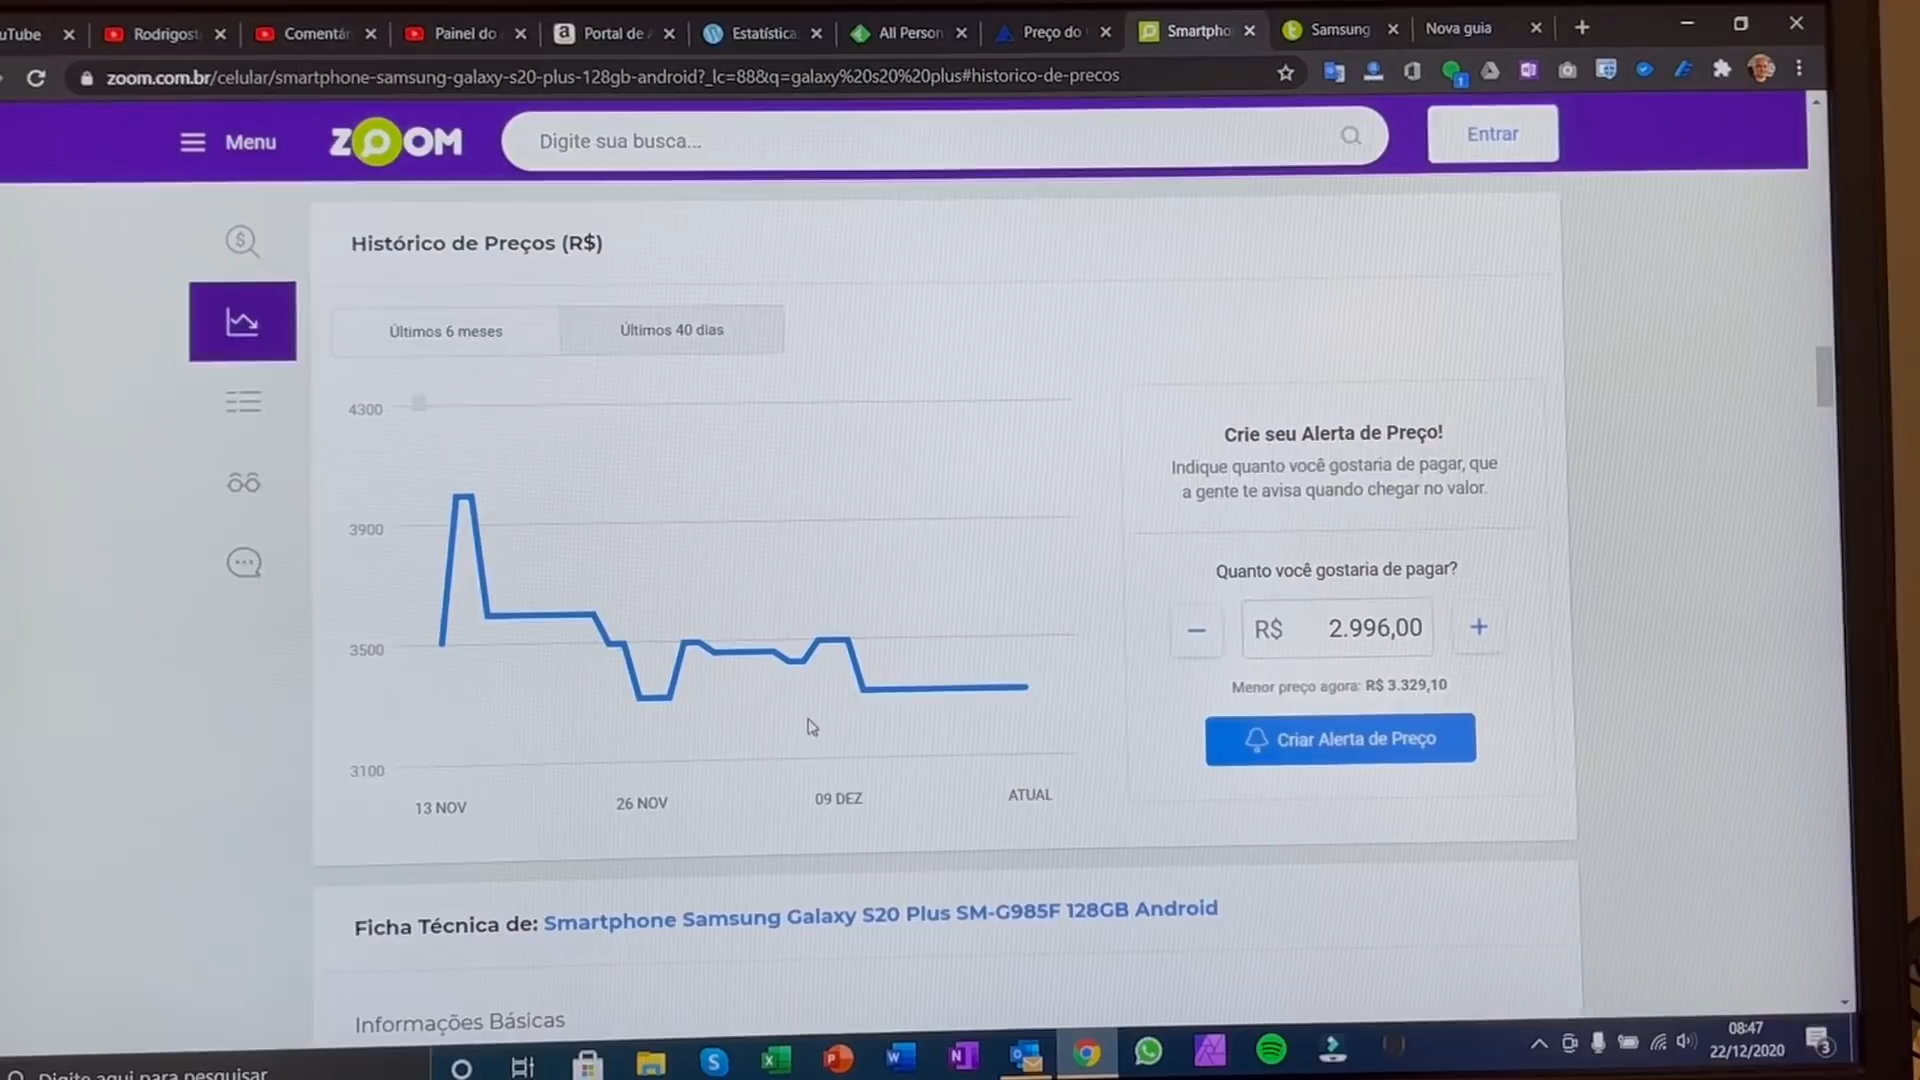 uTube
Rodrigost
Comentár
Painel do
Portal de
Estatística
All Person
Preço do
Smartpho
Samsung
Nova guia
zoom.com.br/celular/smartphone-samsung-galaxy-s20-plus-128gb-android?_lc=88&q=galaxy%20s20%20plus#historico-de-precos
Menu
ZOOM
Digite sua busca...
Entrar
Histórico de Preços (R$)
Últimos 6 meses
Últimos 40 dias
4300
3900
3500
3100
13 NOV
26 NOV
09 DEZ
ATUAL
Crie seu Alerta de Preço!
Indique quanto você gostaria de pagar, que
a gente te avisa quando chegar no valor.
Quanto você gostaria de pagar?
− R$ 2.996,00 +
Menor preço agora: R$ 3.329,10
Criar Alerta de Preço
Ficha Técnica de: Smartphone Samsung Galaxy S20 Plus SM-G985F 128GB Android
Informações Básicas
Digite aqui para pesquisar
08:47
22/12/2020
3